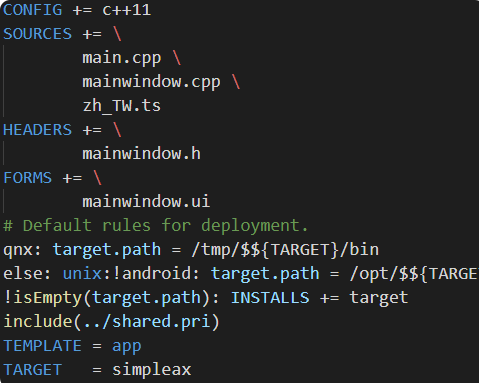 CONFIG += c++11
SOURCES += \
        main.cpp \
        mainwindow.cpp \
        zh_TW.ts
HEADERS += \
        mainwindow.h
FORMS += \
        mainwindow.ui
# Default rules for deployment.
qnx: target.path = /tmp/$${TARGET}/bin
else: unix:!android: target.path = /opt/$${TARGE
!isEmpty(target.path): INSTALLS += target
include(../shared.pri)
TEMPLATE = app
TARGET   = simpleax